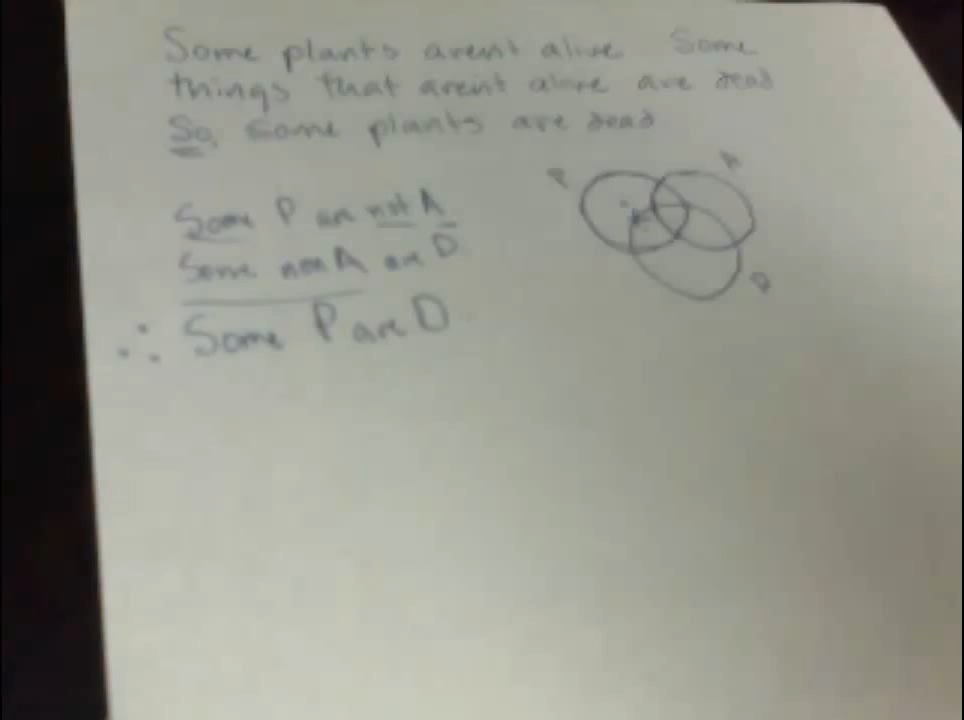 Some plants aren't alive Some
things that aren't alive are dead
So, some plants are dead
P
A
Some P are not A
Some non A are D
D
∴ Some P are D